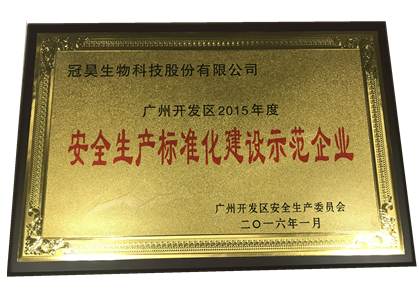 冠昊生物科技股份有限公司
广州开发区2015年度
安全生产标准化建设示范企业
广州开发区安全生产委员会
二〇一六年一月